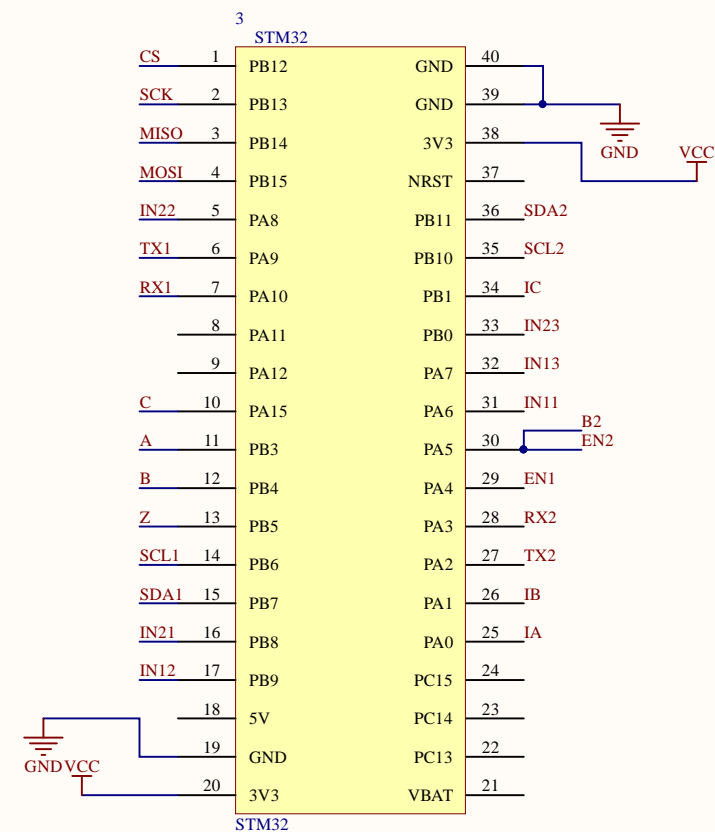 3
STM32
CS 1 PB12 GND 40
SCK 2 PB13 GND 39
MISO 3 PB14 3V3 38 GND VCC
MOSI 4 PB15 NRST 37
IN22 5 PA8 PB11 36 SDA2
TX1 6 PA9 PB10 35 SCL2
RX1 7 PA10 PB1 34 IC
8 PA11 PB0 33 IN23
9 PA12 PA7 32 IN13
C 10 PA15 PA6 31 IN11
B2
A 11 PB3 PA5 30 EN2
B 12 PB4 PA4 29 EN1
Z 13 PB5 PA3 28 RX2
SCL1 14 PB6 PA2 27 TX2
SDA1 15 PB7 PA1 26 IB
IN21 16 PB8 PA0 25 IA
IN12 17 PB9 PC15 24
18 5V PC14 23
19 GND PC13 22
GND VCC
20 3V3 VBAT 21
STM32